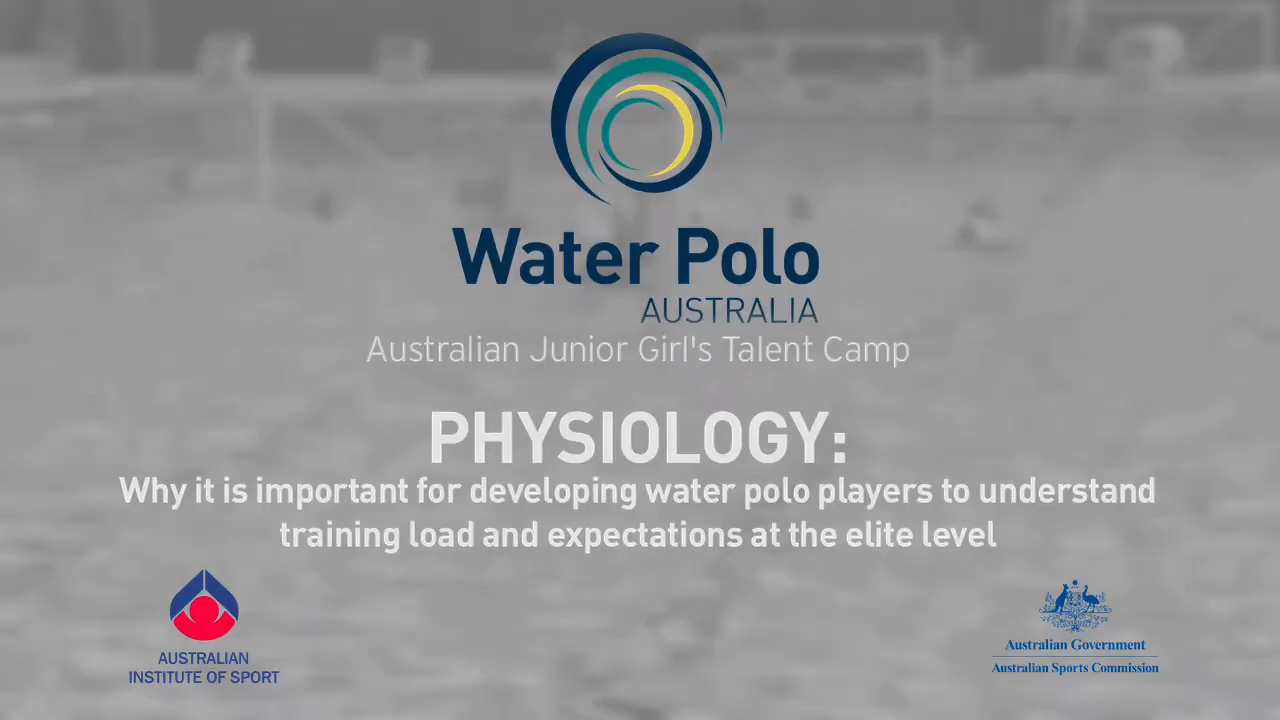 Water Polo
AUSTRALIA
Australian Junior Girl's Talent Camp
PHYSIOLOGY:
Why it is important for developing water polo players to understand
training load and expectations at the elite level
AUSTRALIAN
INSTITUTE OF SPORT
Australian Government
Australian Sports Commission